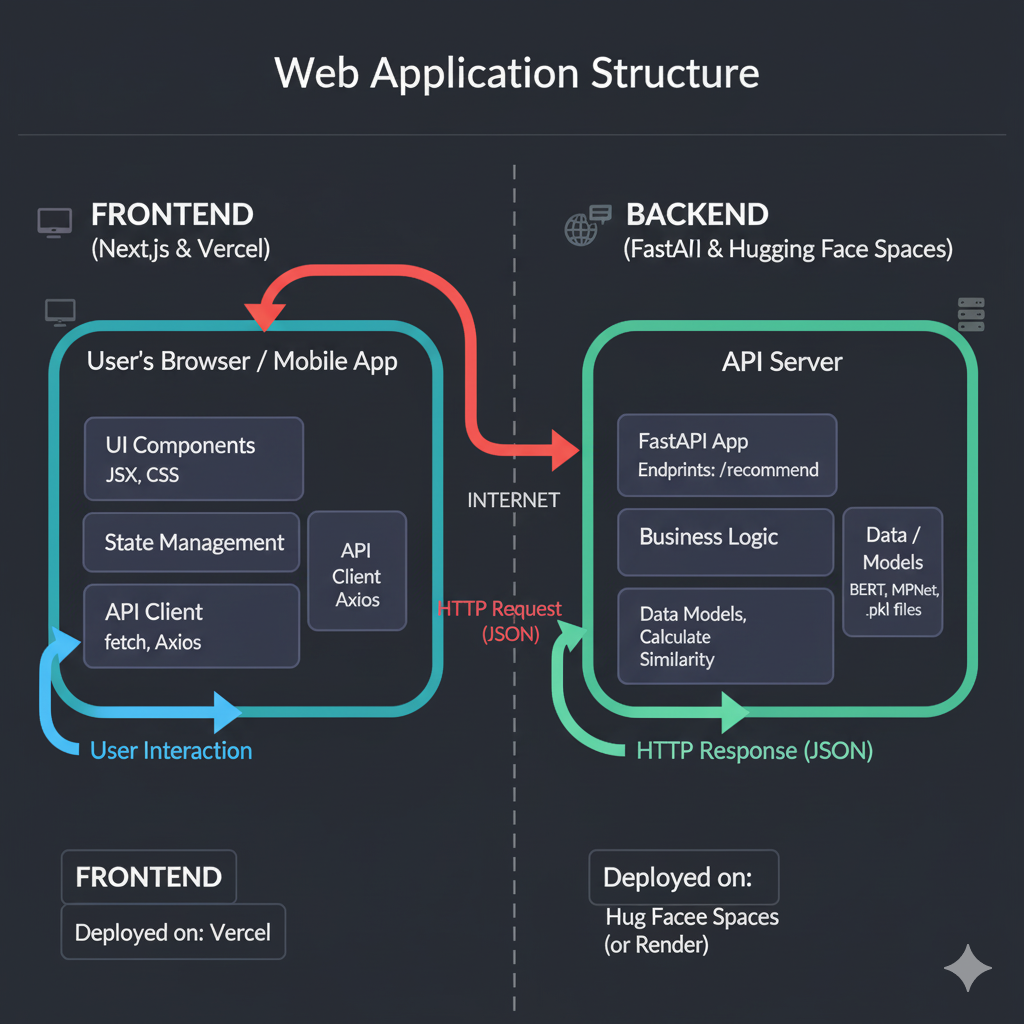 Web Application Structure
FRONTEND
(Next,js & Vercel)
User's Browser / Mobile App
UI Components
JSX, CSS
State Management
API Client
fetch, Axios
API
Client
Axios
User Interaction
INTERNET
HTTP Request
(JSON)
BACKEND
(FastAll & Hugging Face Spaces)
API Server
FastAPI App
Endprints: /recommend
Business Logic
Data Models,
Calculate
Similarity
Data /
Models
BERT, MPNet,
.pkl files
HTTP Response (JSON)
FRONTEND
Deployed on: Vercel
Deployed on:
Hug Facee Spaces
(or Render)